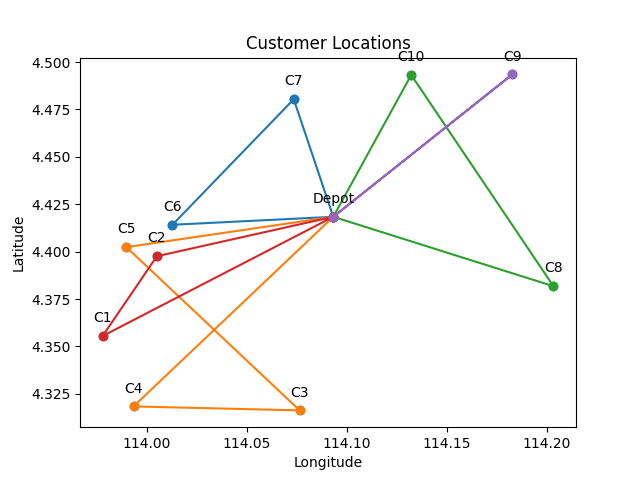 Customer Locations
4.500
4.475
4.450
4.425
4.400
4.375
4.350
4.325
Latitude
C10
C9
C7
Depot
C6
C5
C2
C8
C1
C4
C3
114.00
114.05
114.10
114.15
114.20
Longitude